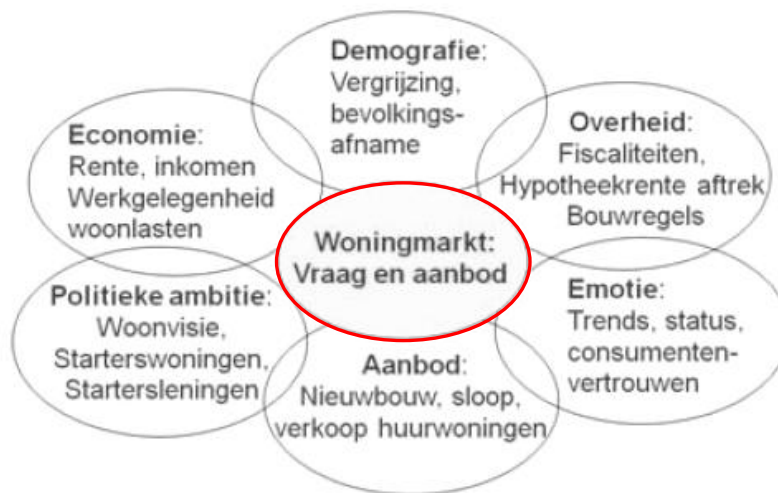 Demografie:
Vergrijzing,
bevolkings-
afname
Economie:
Rente, inkomen
Werkgelegenheid
woonlasten
Overheid:
Fiscaliteiten,
Hypotheekrente aftrek
Bouwregels
Woningmarkt:
Vraag en aanbod
Politieke ambitie:
Woonvisie,
Starterswoningen,
Startersleningen
Emotie:
Trends, status,
consumenten-
vertrouwen
Aanbod:
Nieuwbouw, sloop,
verkoop huurwoningen